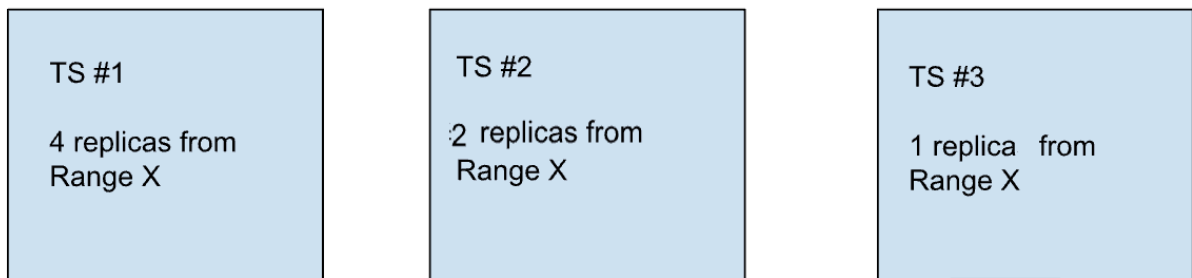 TS #1
4 replicas from
Range X
TS #2
2 replicas from
Range X
TS #3
1 replica from
Range X